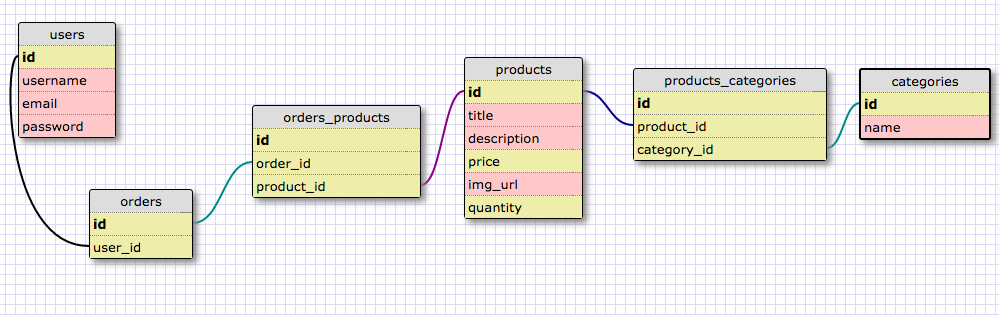 users
id
username
email
password
orders
id
user_id
orders_products
id
order_id
product_id
products
id
title
description
price
img_url
quantity
products_categories
id
product_id
category_id
categories
id
name